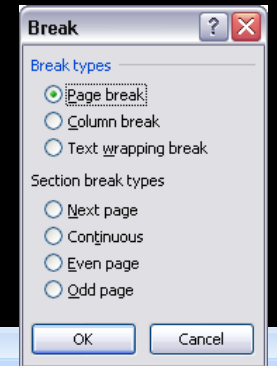 Break
Break types
Page break
Column break
Text wrapping break
Section break types
Next page
Continuous
Even page
Odd page
OK Cancel